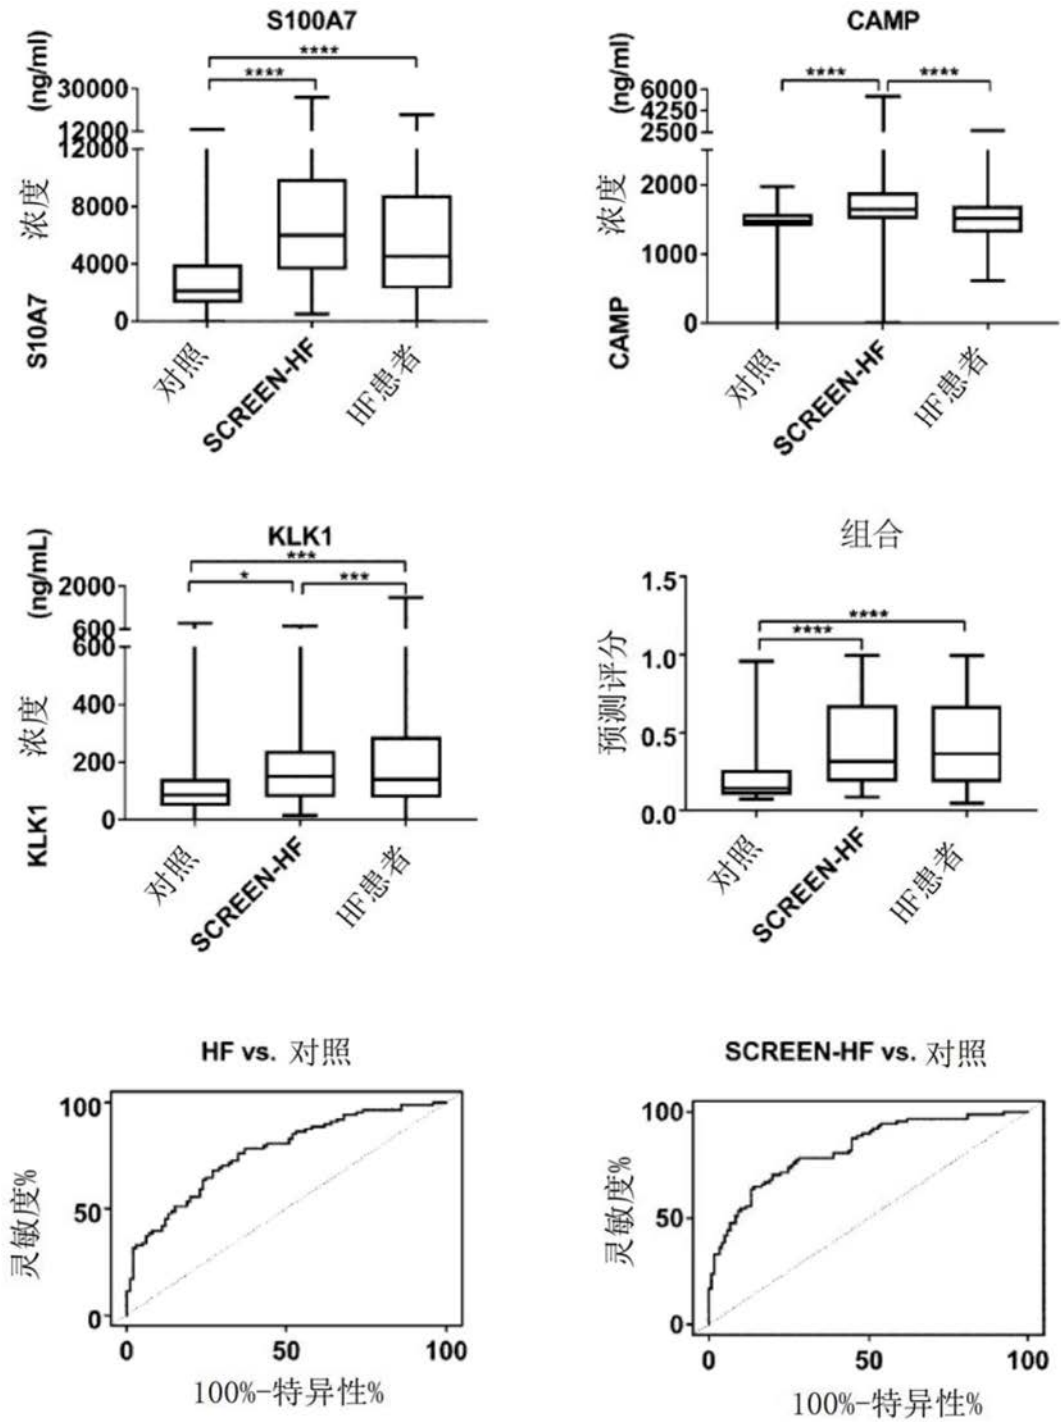 S100A7
****
****
(ng/ml)
30000
12000
12000
8000
4000
0
S10A7 浓度
对照
SCREEN-HF
HF患者
CAMP
****
****
(ng/ml)
6000
4250
2500
2000
1000
0
CAMP 浓度
对照
SCREEN-HF
HF患者
KLK1
***
*
***
(ng/mL)
2000
600
600
400
200
0
KLK1 浓度
对照
SCREEN-HF
HF患者
组合
****
****
1.5
1.0
0.5
0.0
预测评分
对照
SCREEN-HF
HF患者
HF vs. 对照
100
50
0
灵敏度%
0 50 100
100%-特异性%
SCREEN-HF vs. 对照
100
50
0
灵敏度%
0 50 100
100%-特异性%